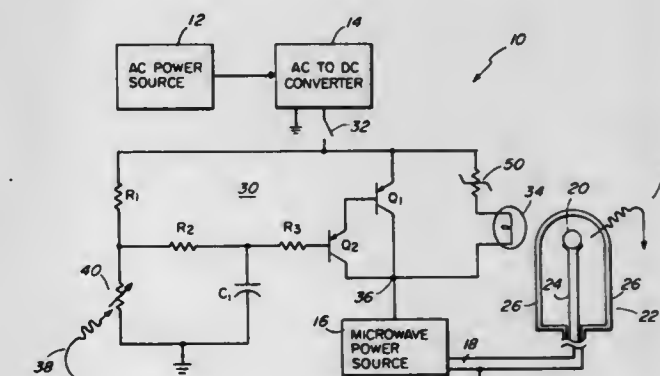 12
14
10
AC POWER
SOURCE
AC TO DC
CONVERTER
32
50
R1
30
Q1
34
20
R2
R3
Q2
40
C1
36
24
26
26
22
16
MICROWAVE
POWER
SOURCE
18
38